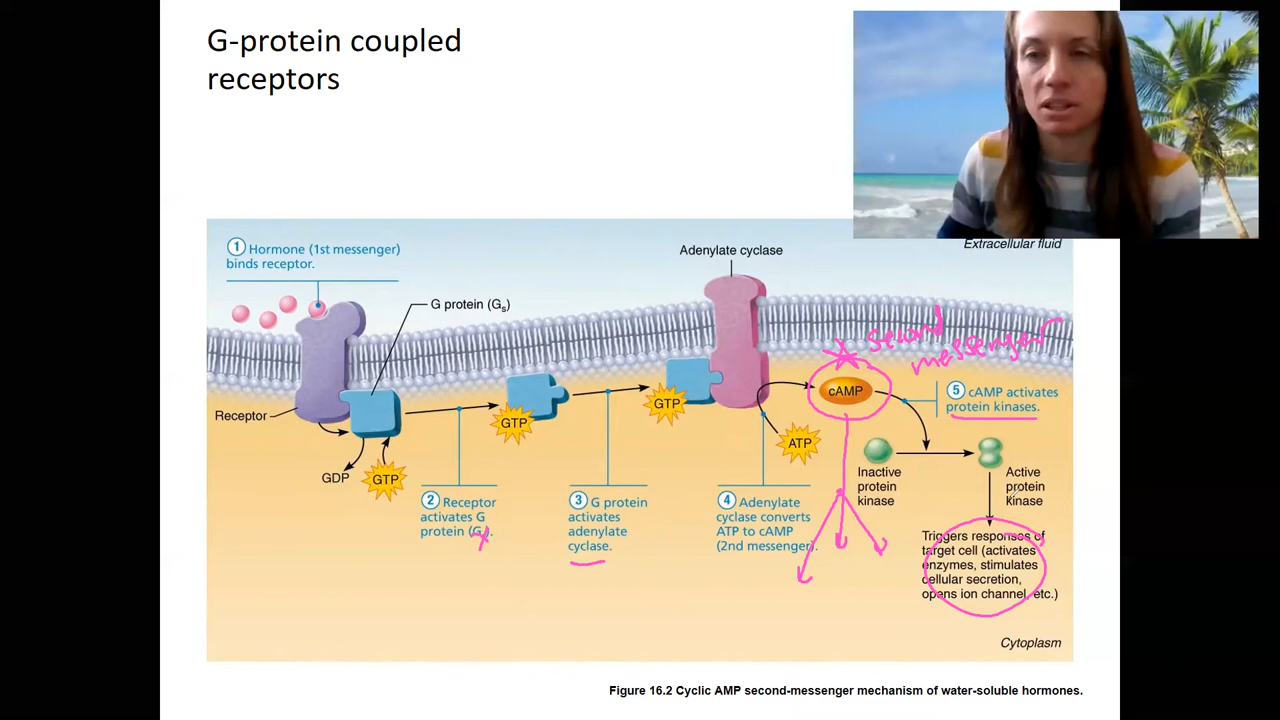 G-protein coupled
receptors
Extracellular fluid
1 Hormone (1st messenger)
binds receptor.
Adenylate cyclase
G protein (Gs)
second
messenger
cAMP
5 cAMP activates
protein kinases.
Receptor
GTP
GTP
ATP
GDP
GTP
Inactive
protein
kinase
Active
protein
kinase
2 Receptor
activates G
protein (G
3 G protein
activates
adenylate
cyclase.
4 Adenylate
cyclase converts
ATP to cAMP
(2nd messenger).
Triggers responses of
target cell (activates
enzymes, stimulates
cellular secretion,
opens ion channel, etc.)
Cytoplasm
Figure 16.2 Cyclic AMP second-messenger mechanism of water-soluble hormones.